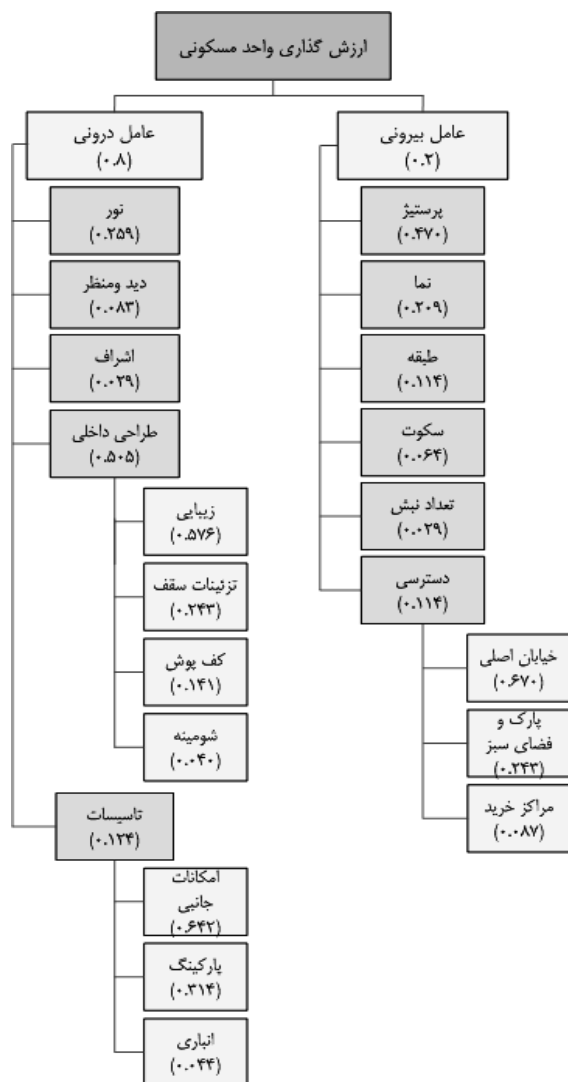 ارزش گذاری واحد مسکونی
عامل بیرونی
(۰.۲)
پرستیژ
(۰.۴۷۰)
نما
(۰.۲۰۹)
طبقه
(۰.۱۱۴)
سکوت
(۰.۰۶۴)
تعداد نبش
(۰.۰۲۹)
دسترسی
(۰.۱۱۴)
خیابان اصلی
(۰.۶۷۰)
پارک و
فضای سبز
(۰.۲۴۳)
مراکز خرید
(۰.۰۸۷)
عامل درونی
(۰.۸)
نور
(۰.۲۵۹)
دید ومنظر
(۰.۰۸۳)
اشراف
(۰.۰۲۹)
طراحی داخلی
(۰.۵۰۵)
زیبایی
(۰.۵۷۶)
تزئینات سقف
(۰.۲۴۳)
کف پوش
(۰.۱۴۱)
شومینه
(۰.۰۴۰)
تاسیسات
(۰.۱۲۴)
امکانات
جانبی
(۰.۶۴۲)
پارکینگ
(۰.۳۱۴)
انباری
(۰.۰۴۴)